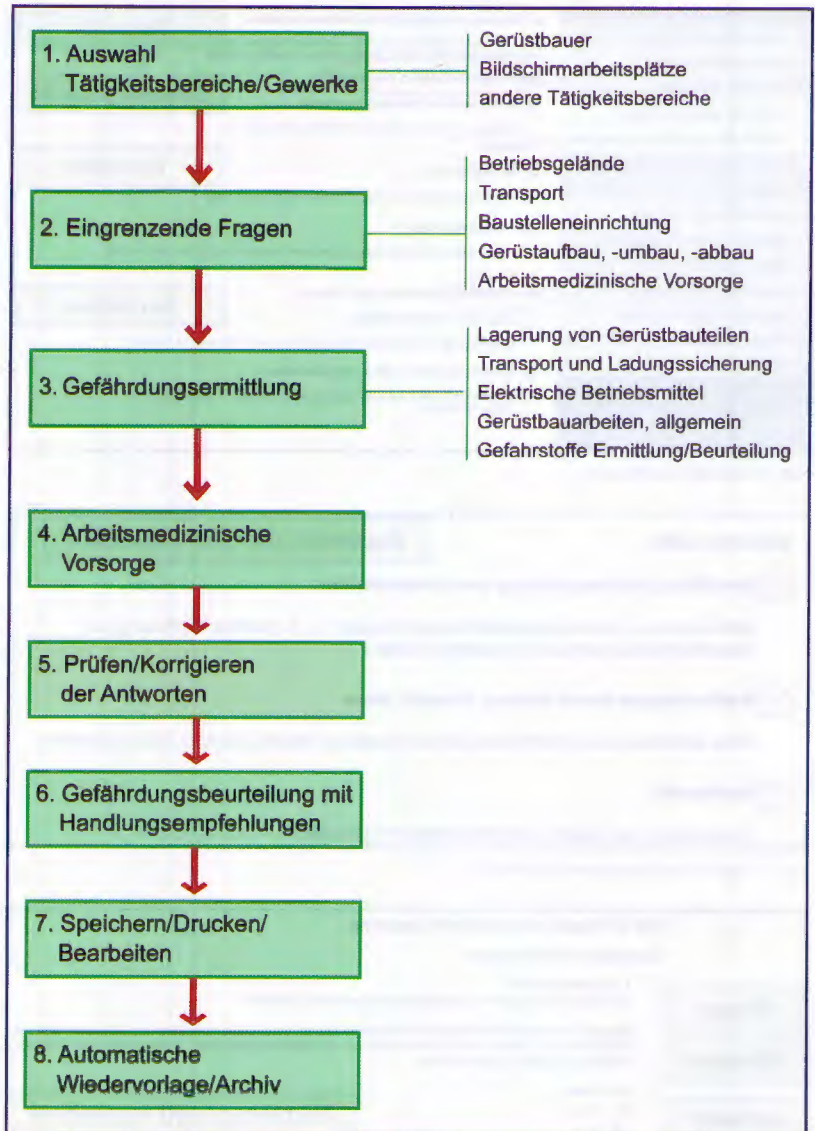 1. Auswahl
Tätigkeitsbereiche/Gewerke
Gerüstbauer
Bildschirmarbeitsplätze
andere Tätigkeitsbereiche
2. Eingrenzende Fragen
Betriebsgelände
Transport
Baustelleneinrichtung
Gerüstaufbau, -umbau, -abbau
Arbeitsmedizinische Vorsorge
3. Gefährdungsermittlung
Lagerung von Gerüstbauteilen
Transport und Ladungssicherung
Elektrische Betriebsmittel
Gerüstbauarbeiten, allgemein
Gefahrstoffe Ermittlung/Beurteilung
4. Arbeitsmedizinische
Vorsorge
5. Prüfen/Korrigieren
der Antworten
6. Gefährdungsbeurteilung mit
Handlungsempfehlungen
7. Speichern/Drucken/
Bearbeiten
8. Automatische
Wiedervorlage/Archiv